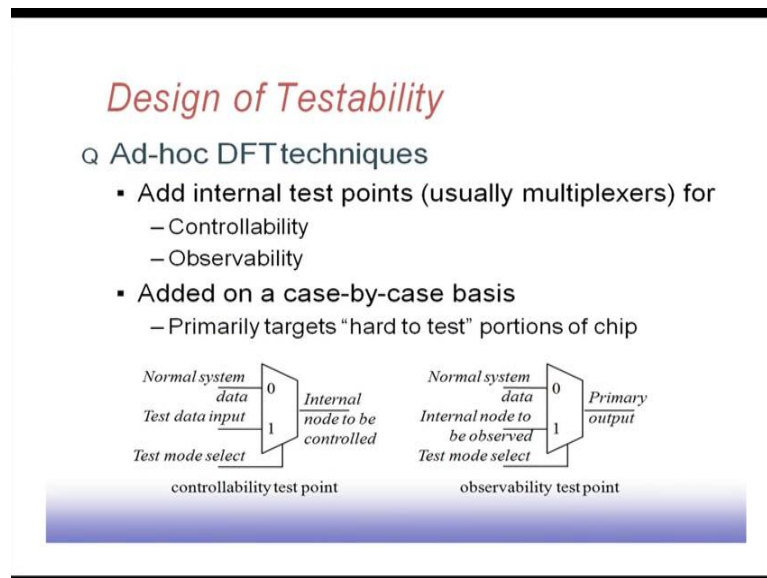 Design of Testability
Q Ad-hoc DFT techniques
▪ Add internal test points (usually multiplexers) for
– Controllability
– Observability
▪ Added on a case-by-case basis
– Primarily targets “hard to test” portions of chip
Normal system
data
0
Test data input
1
Test mode select
Internal
node to be
controlled
controllability test point
Normal system
data
0
Internal node to
be observed
1
Test mode select
Primary
output
observability test point